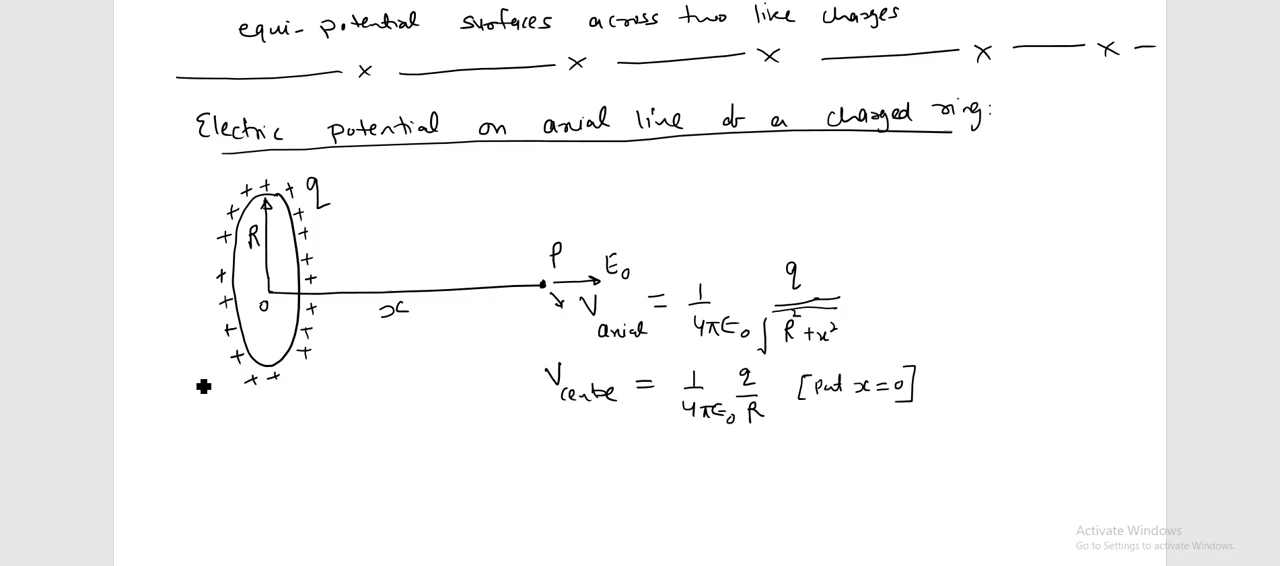 equi-potential surfaces across two like charges
x x x x x
Electric potential on axial line of a charged ring:
+ + + q
R
P E₀
O x V axial = 1/4πϵ₀ q/√R²+x²
V centre = 1/4πϵ₀ q/R [put x=0]
Activate Windows
Go to Settings to activate Windows.